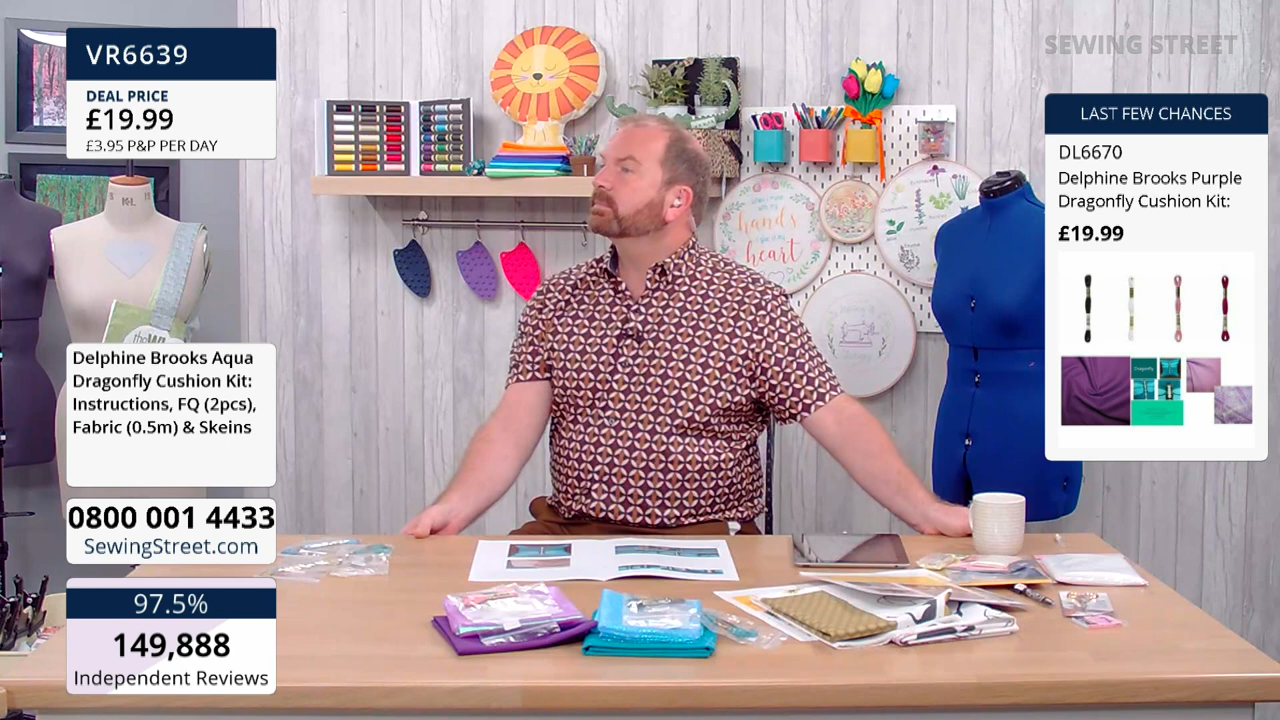 VR6639
DEAL PRICE
£19.99
£3.95 P&P PER DAY
Delphine Brooks Aqua
Dragonfly Cushion Kit:
Instructions, FQ (2pcs),
Fabric (0.5m) & Skeins
0800 001 4433
SewingStreet.com
97.5%
149,888
Independent Reviews
SEWING STREET
LAST FEW CHANCES
DL6670
Delphine Brooks Purple
Dragonfly Cushion Kit:
£19.99
Dragonfly
hands
heart
theWI